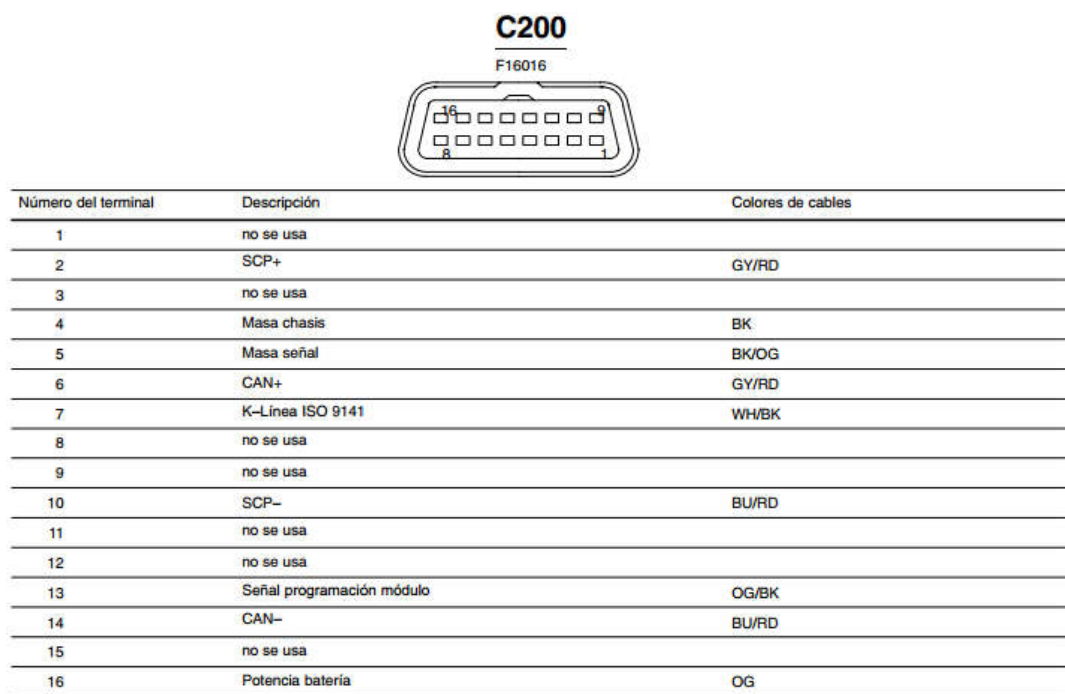 C200
F16016
16 9
8 1
Número del terminal Descripción Colores de cables
1 no se usa
2 SCP+ GY/RD
3 no se usa
4 Masa chasis BK
5 Masa señal BK/OG
6 CAN+ GY/RD
7 K–Línea ISO 9141 WH/BK
8 no se usa
9 no se usa
10 SCP– BU/RD
11 no se usa
12 no se usa
13 Señal programación módulo OG/BK
14 CAN– BU/RD
15 no se usa
16 Potencia batería OG